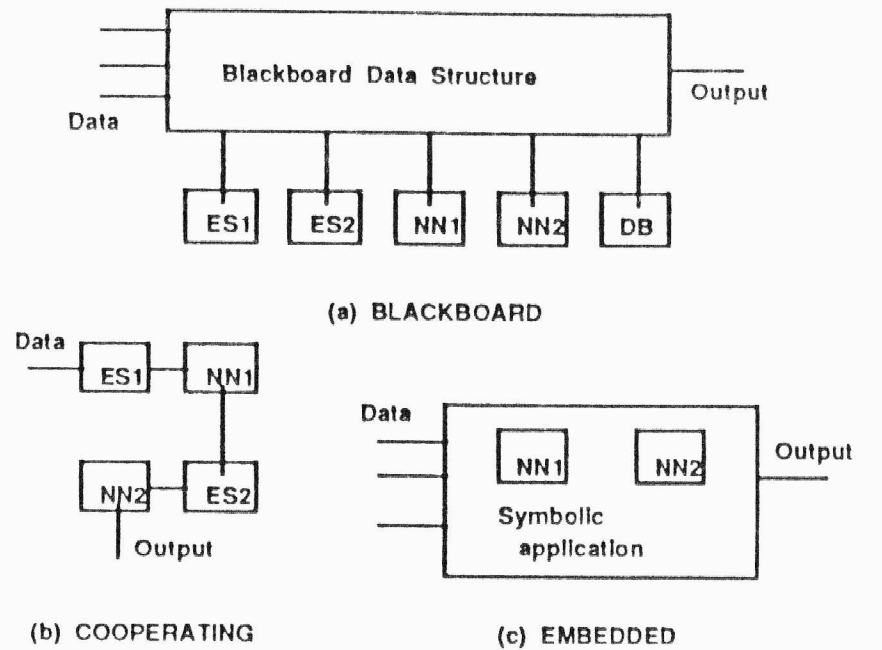 Blackboard Data Structure
Output
Data
ES1 ES2 NN1 NN2 DB
(a) BLACKBOARD
Data
ES1 NN1
NN2 ES2
Output
Data
NN1 NN2
Output
Symbolic
application
(b) COOPERATING
(c) EMBEDDED